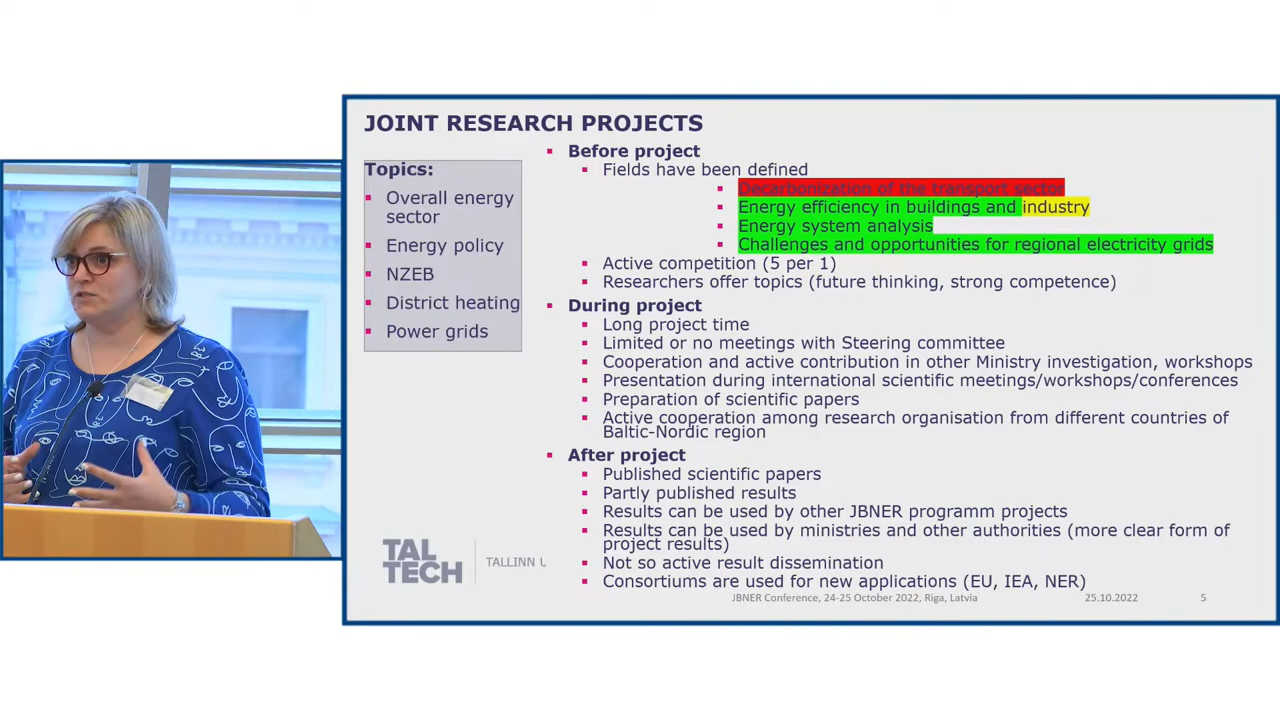 JOINT RESEARCH PROJECTS
Topics:
Overall energy
sector
Energy policy
NZEB
District heating
Power grids
Before project
Fields have been defined
Decarbonization of the transport sector
Energy efficiency in buildings and industry
Energy system analysis
Challenges and opportunities for regional electricity grids
Active competition (5 per 1)
Researchers offer topics (future thinking, strong competence)
During project
Long project time
Limited or no meetings with Steering committee
Cooperation and active contribution in other Ministry investigation, workshops
Presentation during international scientific meetings/workshops/conferences
Preparation of scientific papers
Active cooperation among research organisation from different countries of
Baltic-Nordic region
After project
Published scientific papers
Partly published results
Results can be used by other JBNER programm projects
Results can be used by ministries and other authorities (more clear form of
project results)
Not so active result dissemination
Consortiums are used for new applications (EU, IEA, NER)
TAL
TECH
TALLINN U
JBNER Conference, 24-25 October 2022, Riga, Latvia
25.10.2022
5